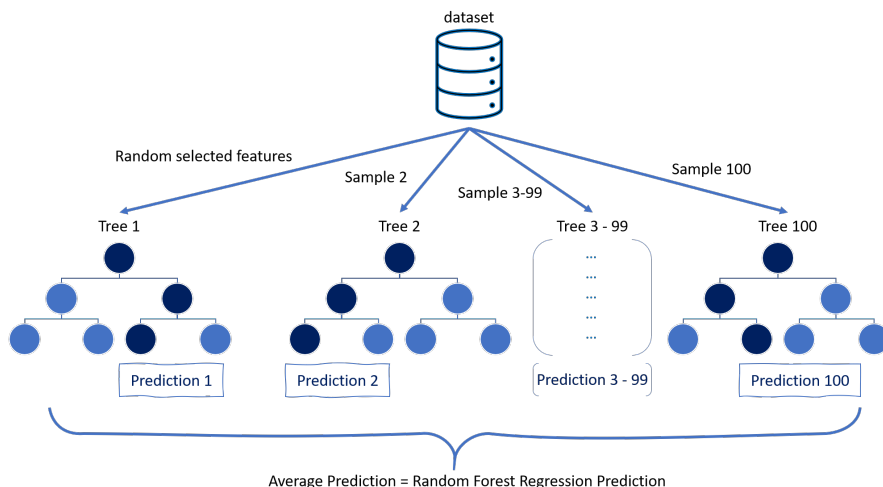 dataset
Random selected features
Sample 2
Sample 3-99
Sample 100
Tree 1
Tree 2
Tree 3 - 99
Tree 100
...
...
...
...
...
Prediction 1
Prediction 2
Prediction 3 - 99
Prediction 100
Average Prediction = Random Forest Regression Prediction